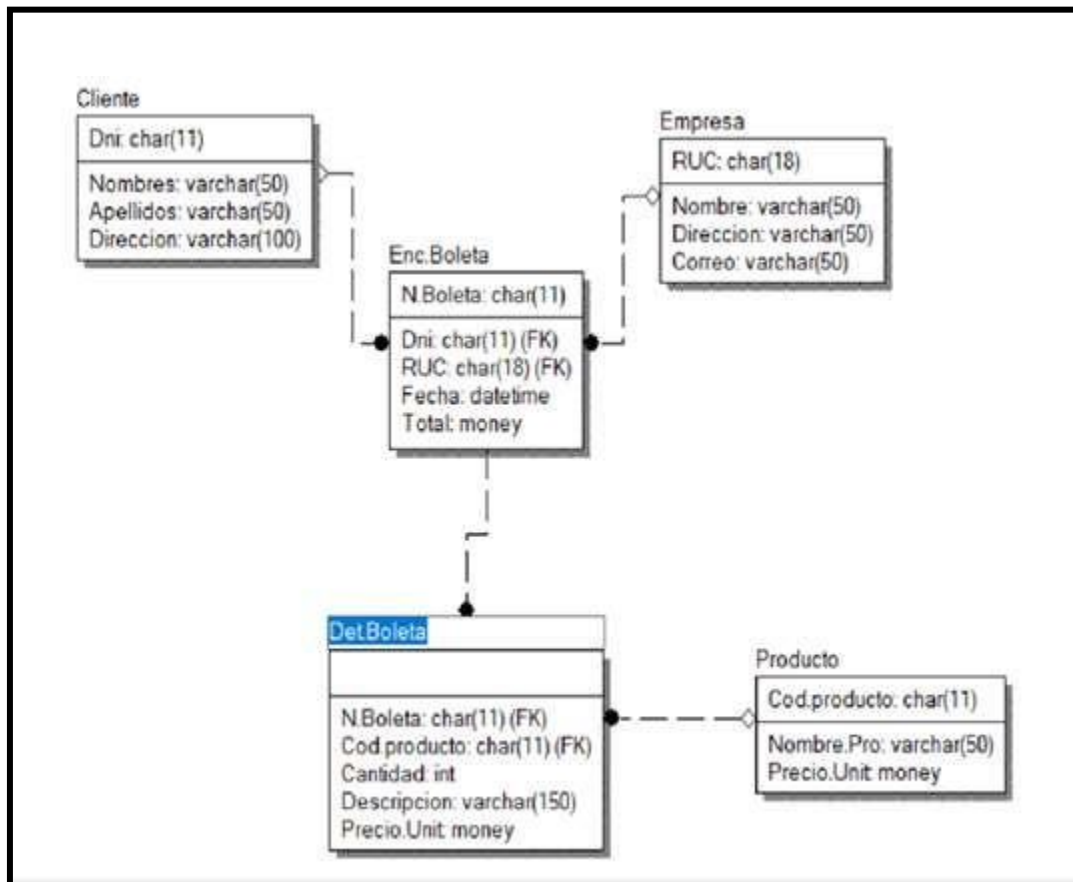 Cliente
Dni: char(11)
Nombres: varchar(50)
Apellidos: varchar(50)
Direccion: varchar(100)
Empresa
RUC: char(18)
Nombre: varchar(50)
Direccion: varchar(50)
Correo: varchar(50)
Enc.Boleta
N.Boleta: char(11)
Dni: char(11) (FK)
RUC: char(18) (FK)
Fecha: datetime
Total: money
Det.Boleta
N.Boleta: char(11) (FK)
Cod.producto: char(11) (FK)
Cantidad: int
Descripcion: varchar(150)
Precio.Unit: money
Producto
Cod.producto: char(11)
Nombre.Pro: varchar(50)
Precio.Unit: money